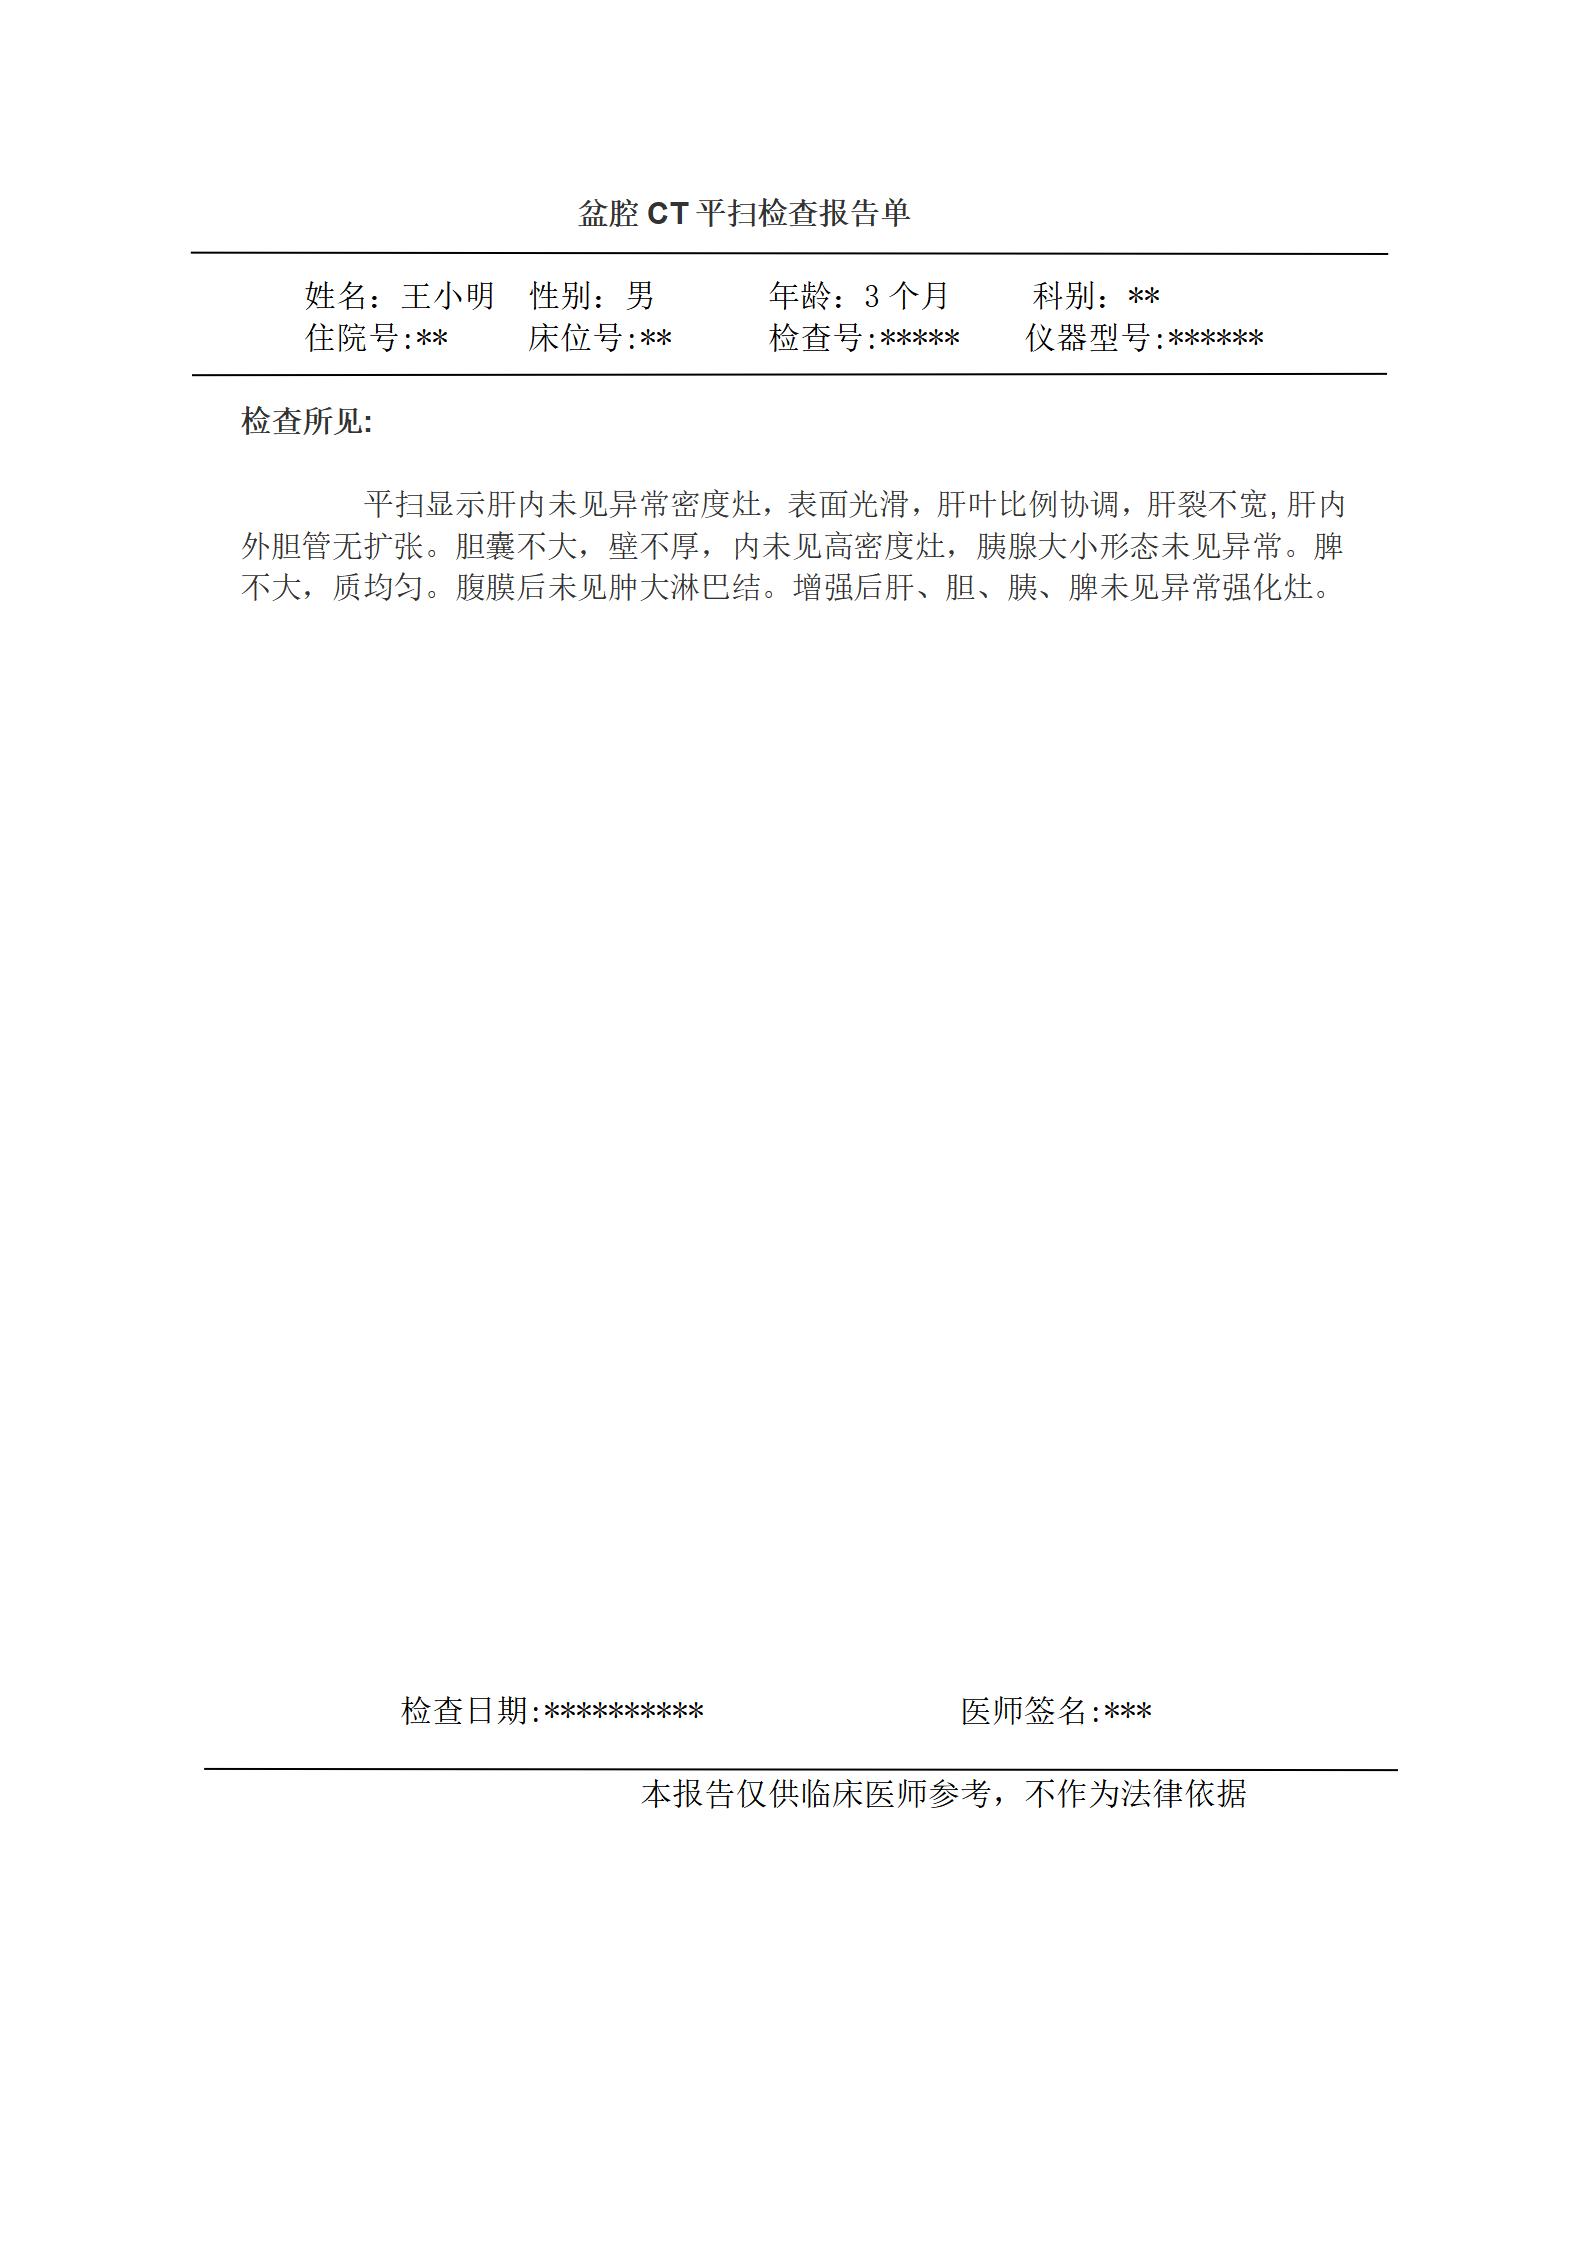 盆腔 CT 平扫检查报告单
姓名：王小明 性别：男 年龄：3 个月 科别：**
住院号:** 床位号:** 检查号:***** 仪器型号:******
检查所见:
平扫显示肝内未见异常密度灶，表面光滑，肝叶比例协调，肝裂不宽,肝内
外胆管无扩张。胆囊不大，壁不厚，内未见高密度灶，胰腺大小形态未见异常。脾
不大，质均匀。腹膜后未见肿大淋巴结。增强后肝、胆、胰、脾未见异常强化灶。
检查日期:********** 医师签名:***
本报告仅供临床医师参考，不作为法律依据